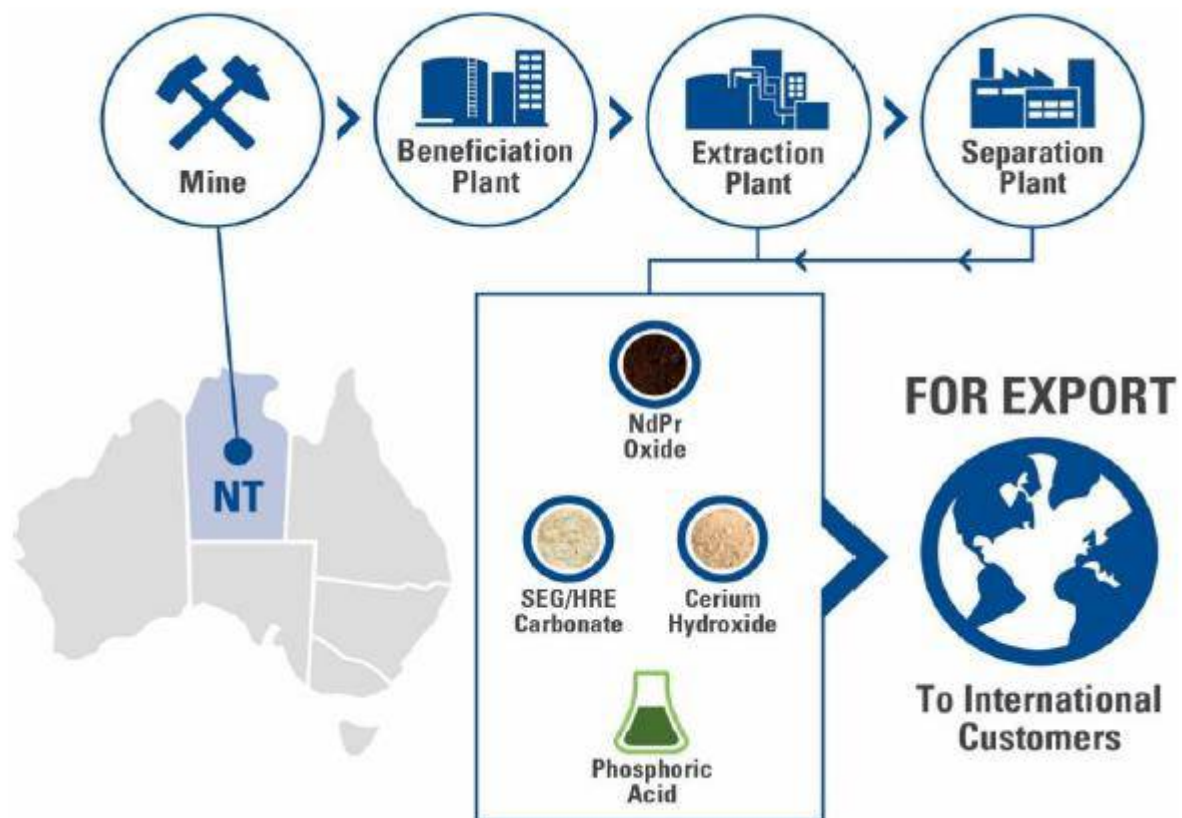 Mine
Beneficiation
Plant
Extraction
Plant
Separation
Plant
NT
NdPr
Oxide
SEG/HRE
Carbonate
Cerium
Hydroxide
Phosphoric
Acid
FOR EXPORT
To International
Customers